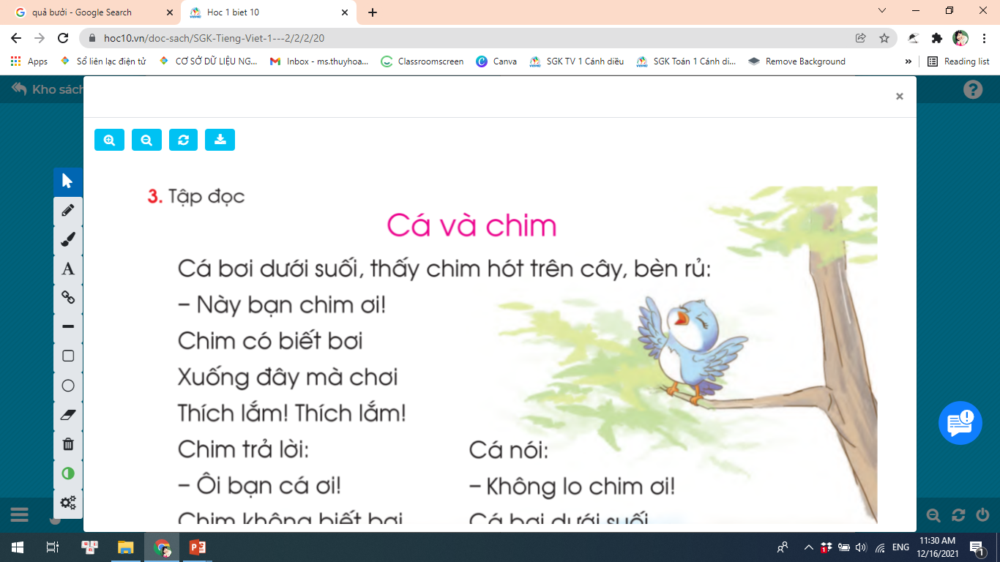 quả bưởi - Google Search
Hoc 1 biet 10
hoc10.vn/doc-sach/SGK-Tieng-Viet-1---2/2/2/20
Apps
Sổ liên lạc điện tử
CƠ SỞ DỮ LIỆU NG...
Inbox - ms.thuyhoa...
Classroomscreen
Canva
SGK TV 1 Cánh diều
SGK Toán 1 Cánh di...
Remove Background
»
Reading list
Kho sách
3. Tập đọc
Cá và chim
Cá bơi dưới suối, thấy chim hót trên cây, bèn rủ:
– Này bạn chim ơi!
Chim có biết bơi
Xuống đây mà chơi
Thích lắm! Thích lắm!
Chim trả lời:
– Ôi bạn cá ơi!
Chim không biết bơi
Cá nói:
– Không lo chim ơi!
Cá bơi dưới suối
A
ENG
11:30 AM
12/16/2021
1